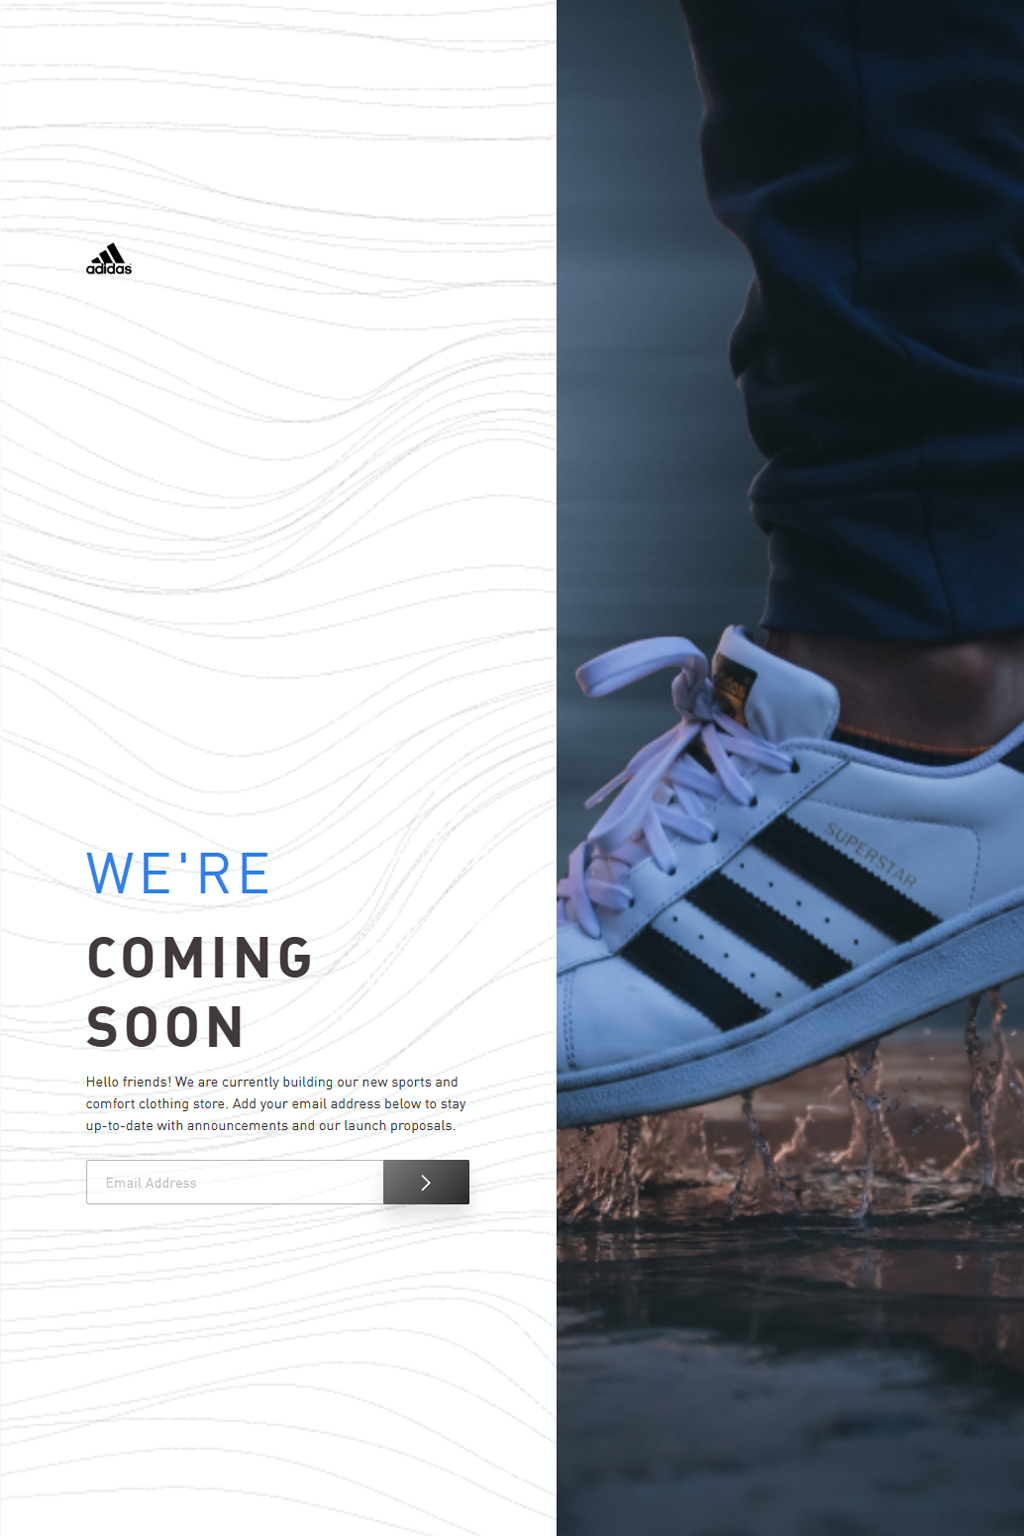 adidas
WE'RE
COMING
SOON
Hello friends! We are currently building our new sports and
comfort clothing store. Add your email address below to stay
up-to-date with announcements and our launch proposals.
Email Address
adidas
SUPERSTAR